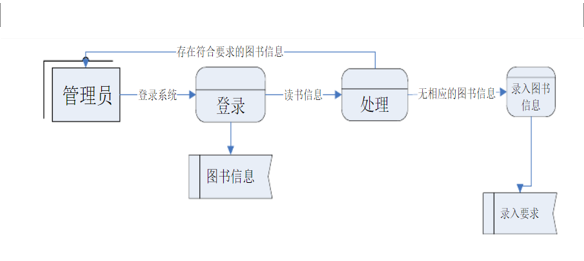 存在符合要求的图书信息
管理员
登录系统
登录
读书信息
处理
无相应的图书信息
录入图书
信息
图书信息
录入要求